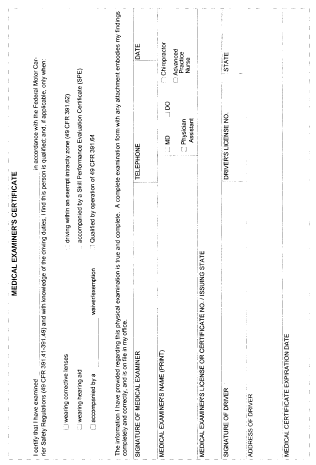 MEDICAL EXAMINER'S CERTIFICATE
I certify that I have examined in accordance with the Federal Motor Car-
rier Safety Regulations (49 CFR 391.41-391.49) and with knowledge of the driving duties, I find this person is qualified; and, if applicable, only when:
wearing corrective lenses
driving within an exempt intracity zone (49 CFR 391.62)
wearing hearing aid
accompanied by a Skill Performance Evaluation Certificate (SPE)
accompanied by a waiver/exemption
Qualified by operation of 49 CFR 391.64
The information I have provided regarding this physical examination is true and complete. A complete examination form with any attachment embodies my findings
completely and correctly, and is on file in my office.
SIGNATURE OF MEDICAL EXAMINER
TELEPHONE
DATE
MEDICAL EXAMINER'S NAME (PRINT)
MD
DO
Chiropractor
Physician Assistant
Advanced Practice Nurse
MEDICAL EXAMINER'S LICENSE OR CERTIFICATE NO. / ISSUING STATE
SIGNATURE OF DRIVER
DRIVER'S LICENSE NO.
STATE
ADDRESS OF DRIVER
MEDICAL CERTIFICATE EXPIRATION DATE